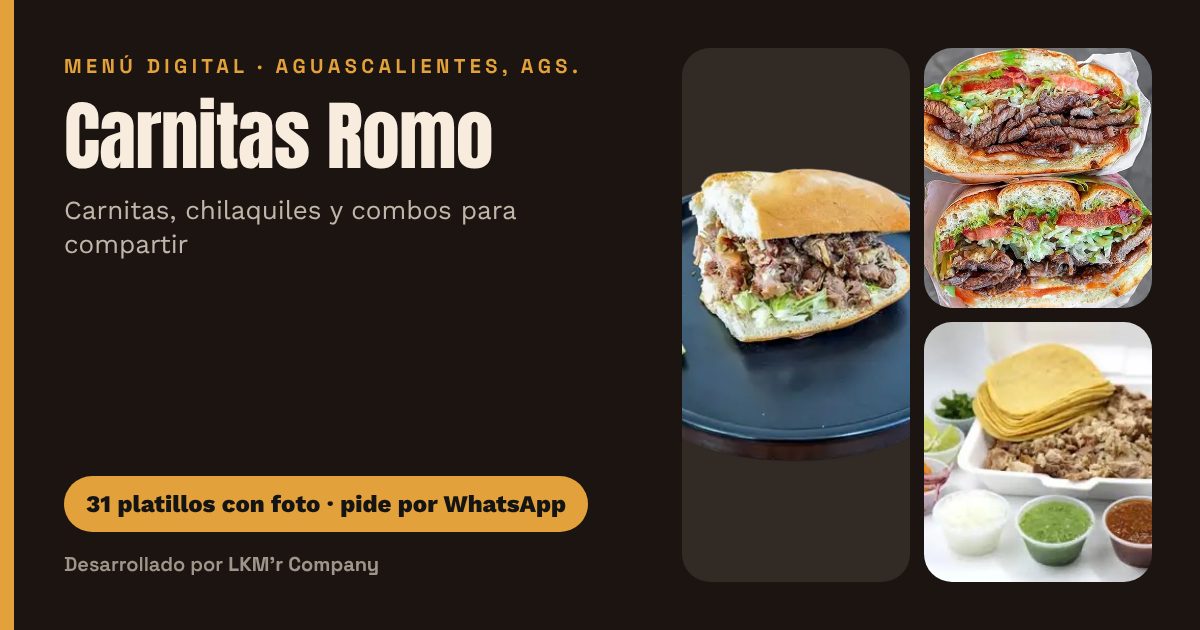 MENÚ DIGITAL · AGUASCALIENTES, AGS.
Carnitas Romo
Carnitas, chilaquiles y combos para
compartir
31 platillos con foto · pide por WhatsApp
Desarrollado por LKM'r Company